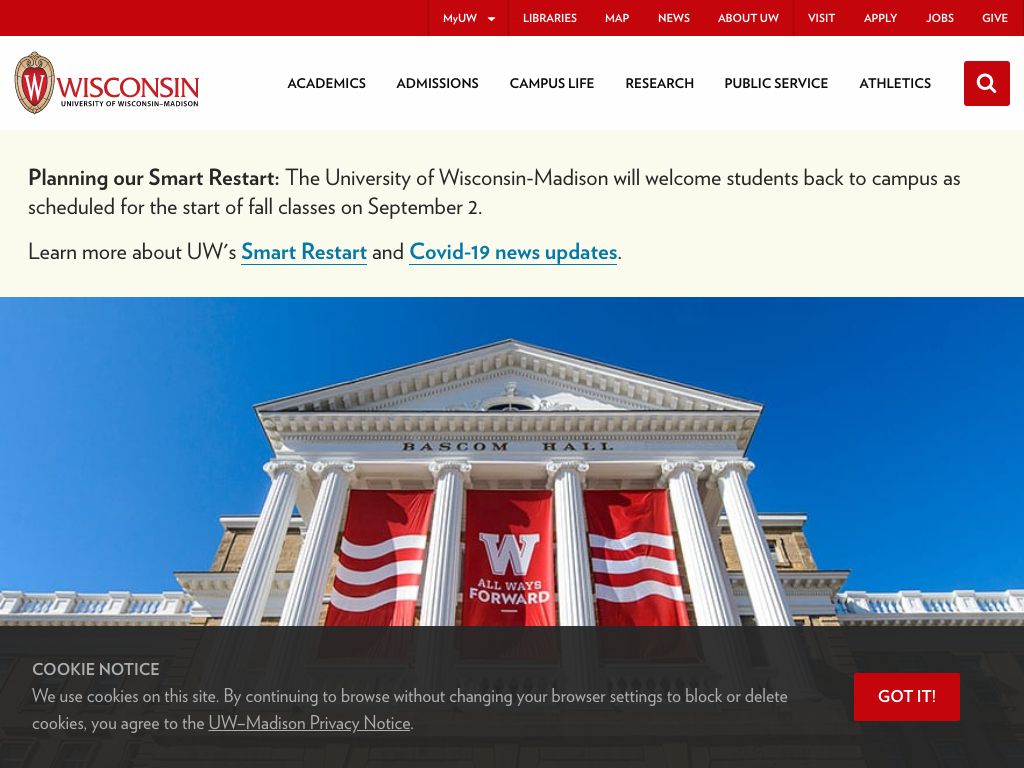 MyUW LIBRARIES MAP NEWS ABOUT UW VISIT APPLY JOBS GIVE
W WISCONSIN
UNIVERSITY OF WISCONSIN–MADISON
ACADEMICS ADMISSIONS CAMPUS LIFE RESEARCH PUBLIC SERVICE ATHLETICS
Planning our Smart Restart: The University of Wisconsin-Madison will welcome students back to campus as
scheduled for the start of fall classes on September 2.
Learn more about UW's Smart Restart and Covid-19 news updates.
BASCOM HALL
W
ALL WAYS
FORWARD
COOKIE NOTICE
We use cookies on this site. By continuing to browse without changing your browser settings to block or delete
cookies, you agree to the UW–Madison Privacy Notice.
GOT IT!